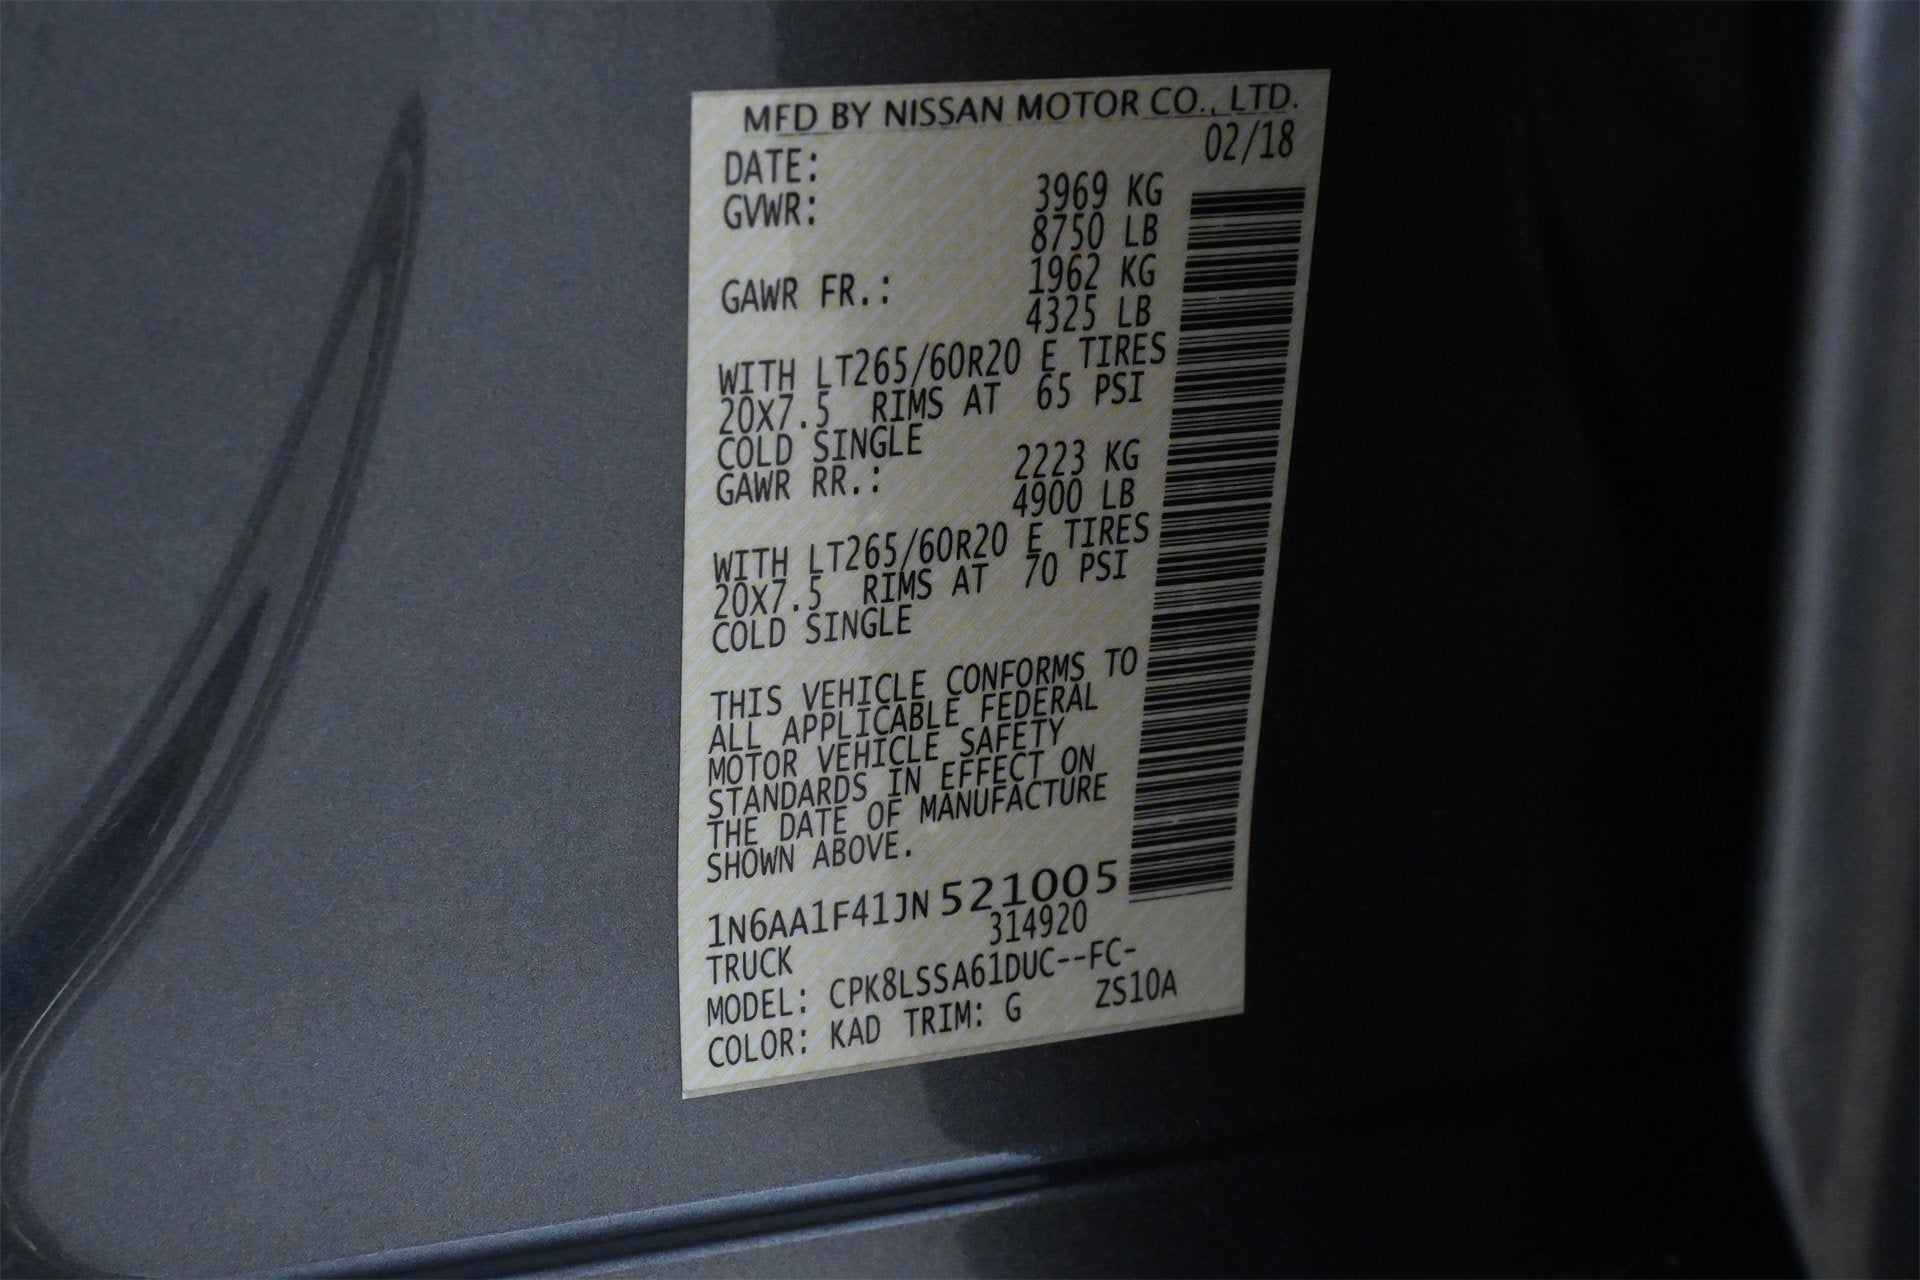 MFD BY NISSAN MOTOR CO., LTD.
DATE: 02/18
GVWR: 3969 KG
8750 LB
GAWR FR.: 1962 KG
4325 LB
WITH LT265/60R20 E TIRES
20X7.5 RIMS AT 65 PSI
COLD SINGLE
GAWR RR.: 2223 KG
4900 LB
WITH LT265/60R20 E TIRES
20X7.5 RIMS AT 70 PSI
COLD SINGLE
THIS VEHICLE CONFORMS TO
ALL APPLICABLE FEDERAL
MOTOR VEHICLE SAFETY
STANDARDS IN EFFECT ON
THE DATE OF MANUFACTURE
SHOWN ABOVE.
1N6AA1F41JN521005
314920
TRUCK
MODEL: CPK8LSSA61DUC--FC-
ZS10A
COLOR: KAD TRIM: G